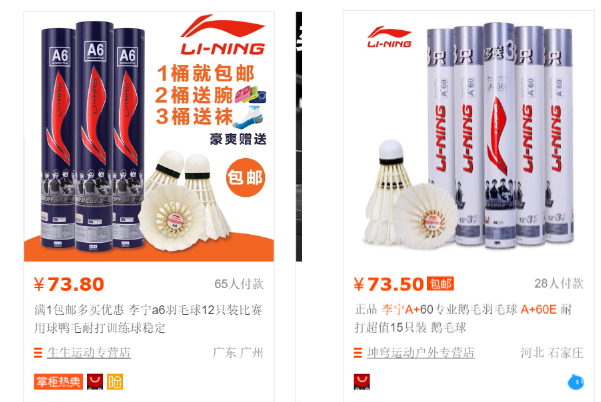 LI-NING
A6
A6
A6
1桶就包邮
2桶送腕
3桶送袜
豪爽赠送
包邮
¥73.80
65人付款
满1包邮多买优惠 李宁a6羽毛球12只装比赛
用球鸭毛耐打训练球稳定
生生运动专营店
广东 广州
掌柜热卖
险
LI-NING
LI-NING
A 60
¥73.50 包邮
28人付款
正品 李宁A+60专业鹅毛羽毛球 A+60E 耐
打超值15只装 鹅毛球
坤穹运动户外专营店
河北 石家庄